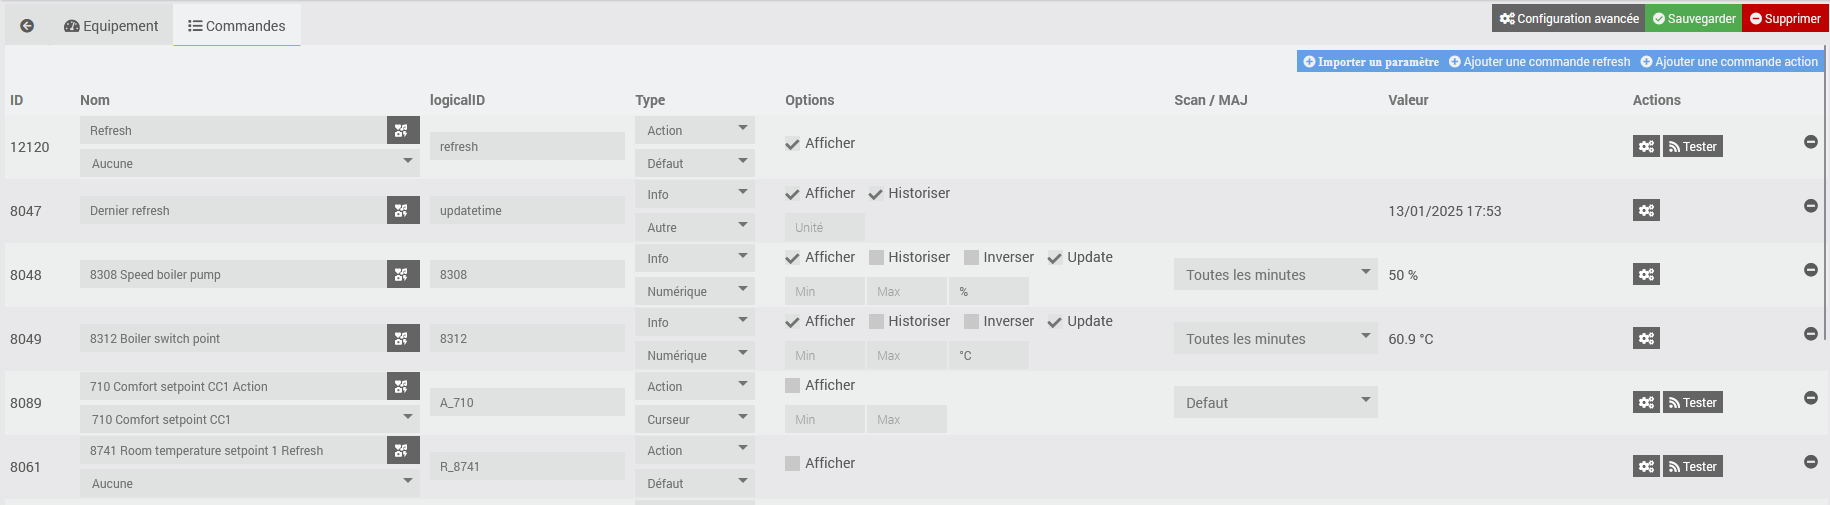 Equipement
Commandes
Configuration avancée
Sauvegarder
Supprimer
Importer un paramètre
Ajouter une commande refresh
Ajouter une commande action
ID Nom logicalID Type Options Scan / MAJ Valeur Actions
12120
Refresh
Aucune
refresh
Action
Défaut
Afficher
Tester
8047
Dernier refresh
updatetime
Info
Autre
Afficher Historiser
Unité
13/01/2025 17:53
8048
8308 Speed boiler pump
8308
Info
Numérique
Afficher Historiser Inverser Update
Min Max %
Toutes les minutes
50 %
8049
8312 Boiler switch point
8312
Info
Numérique
Afficher Historiser Inverser Update
Min Max °C
Toutes les minutes
60.9 °C
8089
710 Comfort setpoint CC1 Action
710 Comfort setpoint CC1
A_710
Action
Curseur
Afficher
Min Max
Defaut
Tester
8061
8741 Room temperature setpoint 1 Refresh
Aucune
R_8741
Action
Défaut
Afficher
Tester